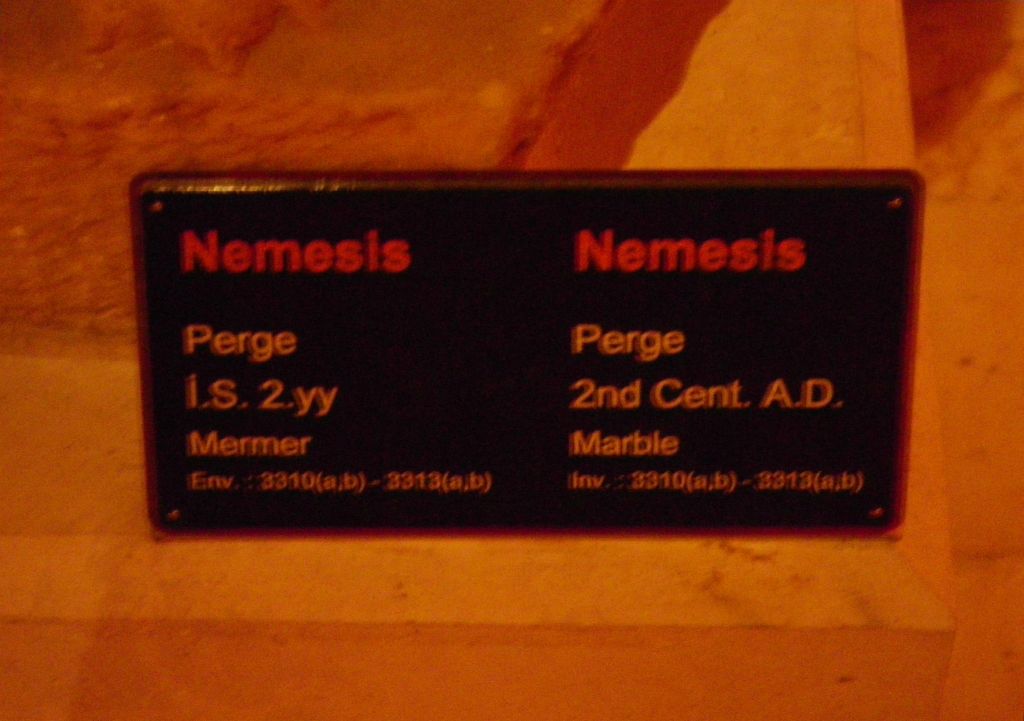 Nemesis
Perge
İ.S. 2.yy
Mermer
Env. : 3310(a,b) - 3313(a,b)
Nemesis
Perge
2nd Cent. A.D.
Marble
Inv. : 3310(a,b) - 3313(a,b)